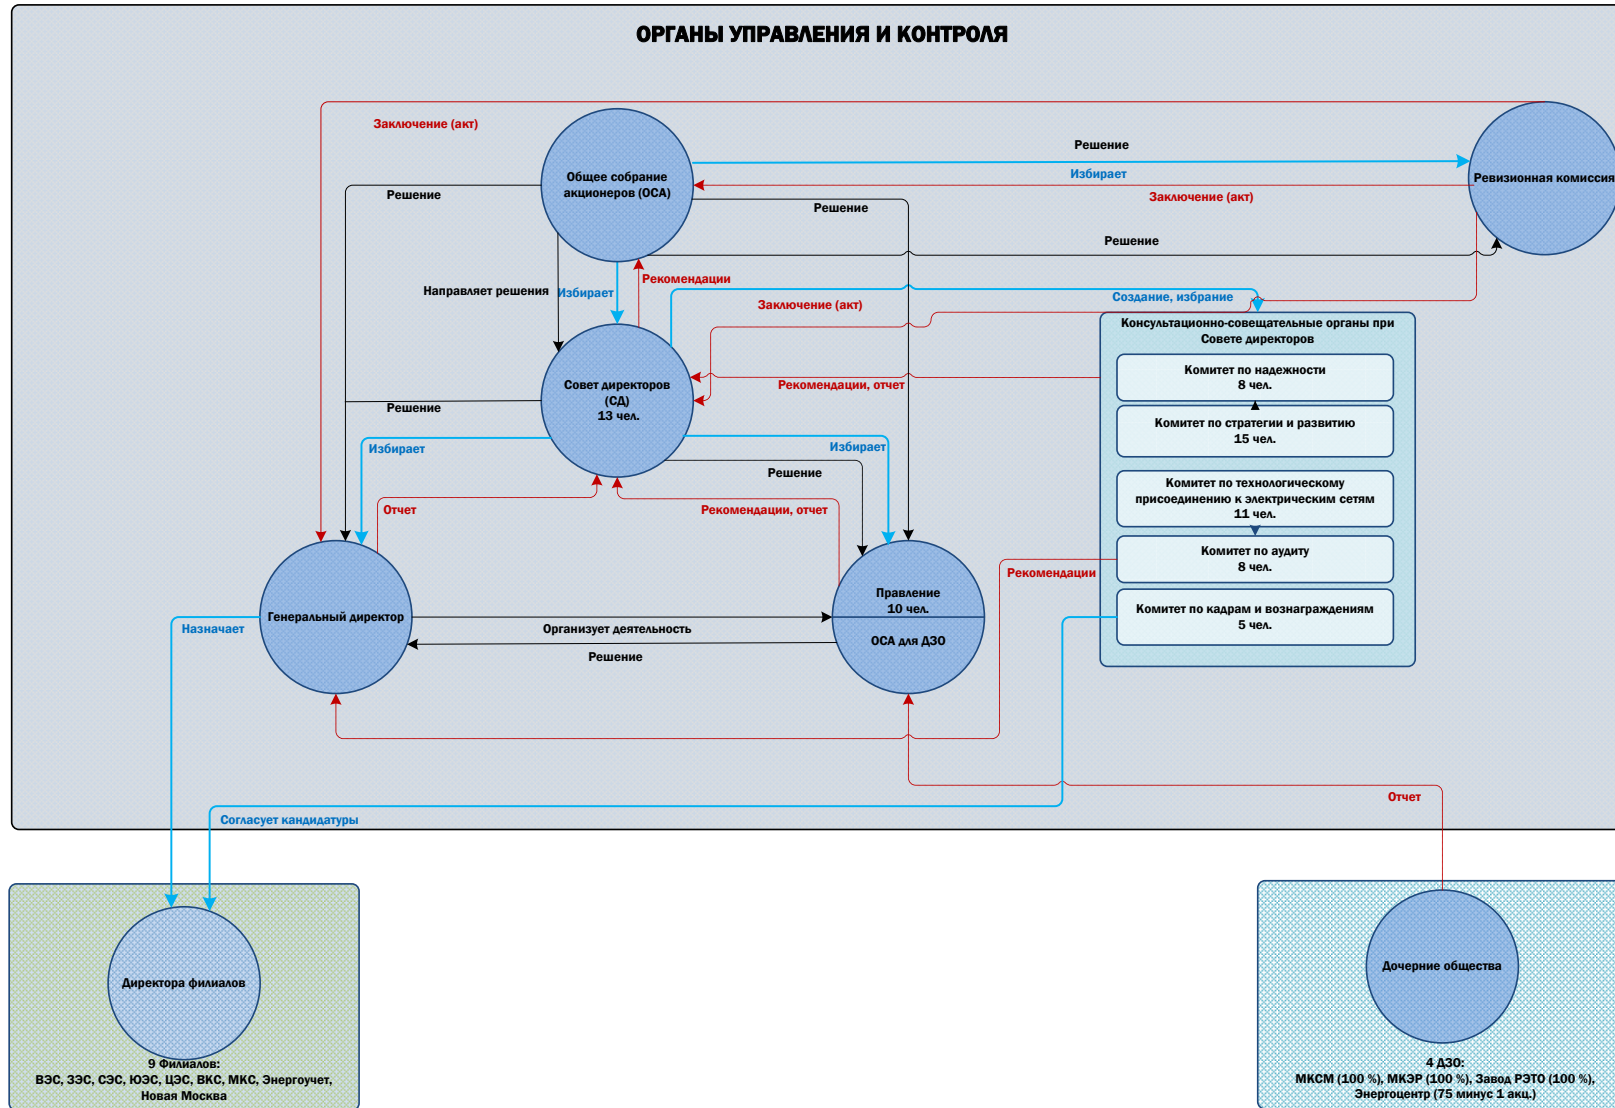 ОРГАНЫ УПРАВЛЕНИЯ И КОНТРОЛЯ
Заключение (акт)
Решение
Общее собрание
акционеров (ОСА)
Решение
Избирает
Заключение (акт)
Ревизионная комиссия
Решение
Решение
Направляет решения
Избирает
Рекомендации
Заключение (акт)
Создание, избрание
Консультационно-совещательные органы при
Совете директоров
Комитет по надежности
8 чел.
Комитет по стратегии и развитию
15 чел.
Комитет по технологическому
присоединению к электрическим сетям
11 чел.
Комитет по аудиту
8 чел.
Комитет по кадрам и вознаграждениям
5 чел.
Совет директоров
(СД)
13 чел.
Рекомендации, отчет
Решение
Избирает
Избирает
Решение
Отчет
Рекомендации, отчет
Рекомендации
Генеральный директор
Правление
10 чел.
ОСА для ДЗО
Назначает
Организует деятельность
Решение
Отчет
Согласует кандидатуры
Директора филиалов
9 Филиалов:
ВЭС, ЗЭС, СЭС, ЮЭС, ЦЭС, ВКС, МКС, Энергоучет,
Новая Москва
Дочерние общества
4 ДЗО:
МКСМ (100 %), МКЭР (100 %), Завод РЭТО (100 %),
Энергоцентр (75 минус 1 акц.)